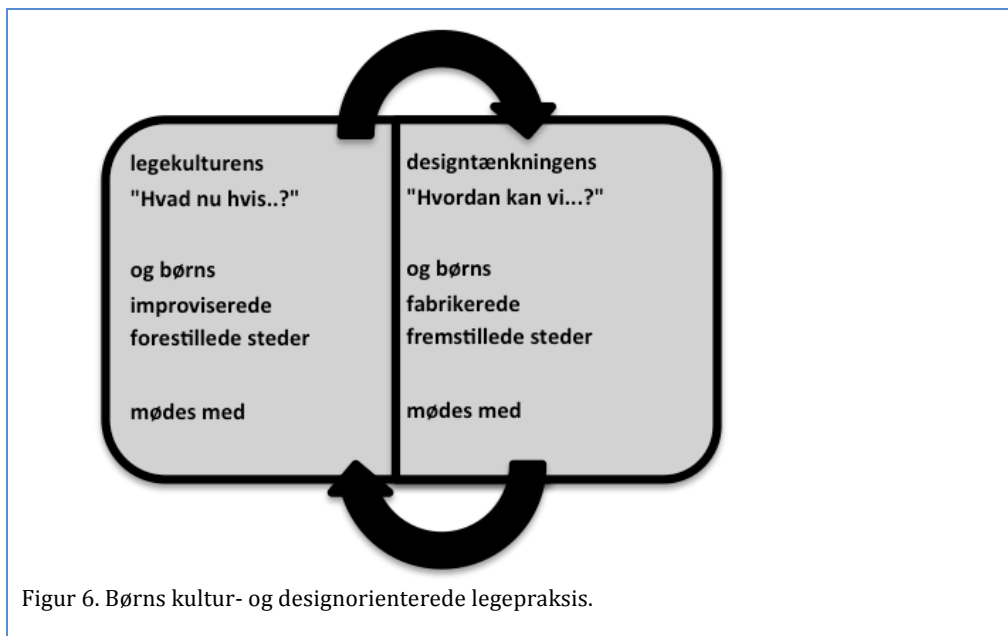 legekulturens
"Hvad nu hvis..?"
og børns
improviserede
forestillede steder
mødes med
designtænkningens
"Hvordan kan vi...?"
og børns
fabrikerede
fremstillede steder
mødes med
Figur 6. Børns kultur- og designorienterede legepraksis.